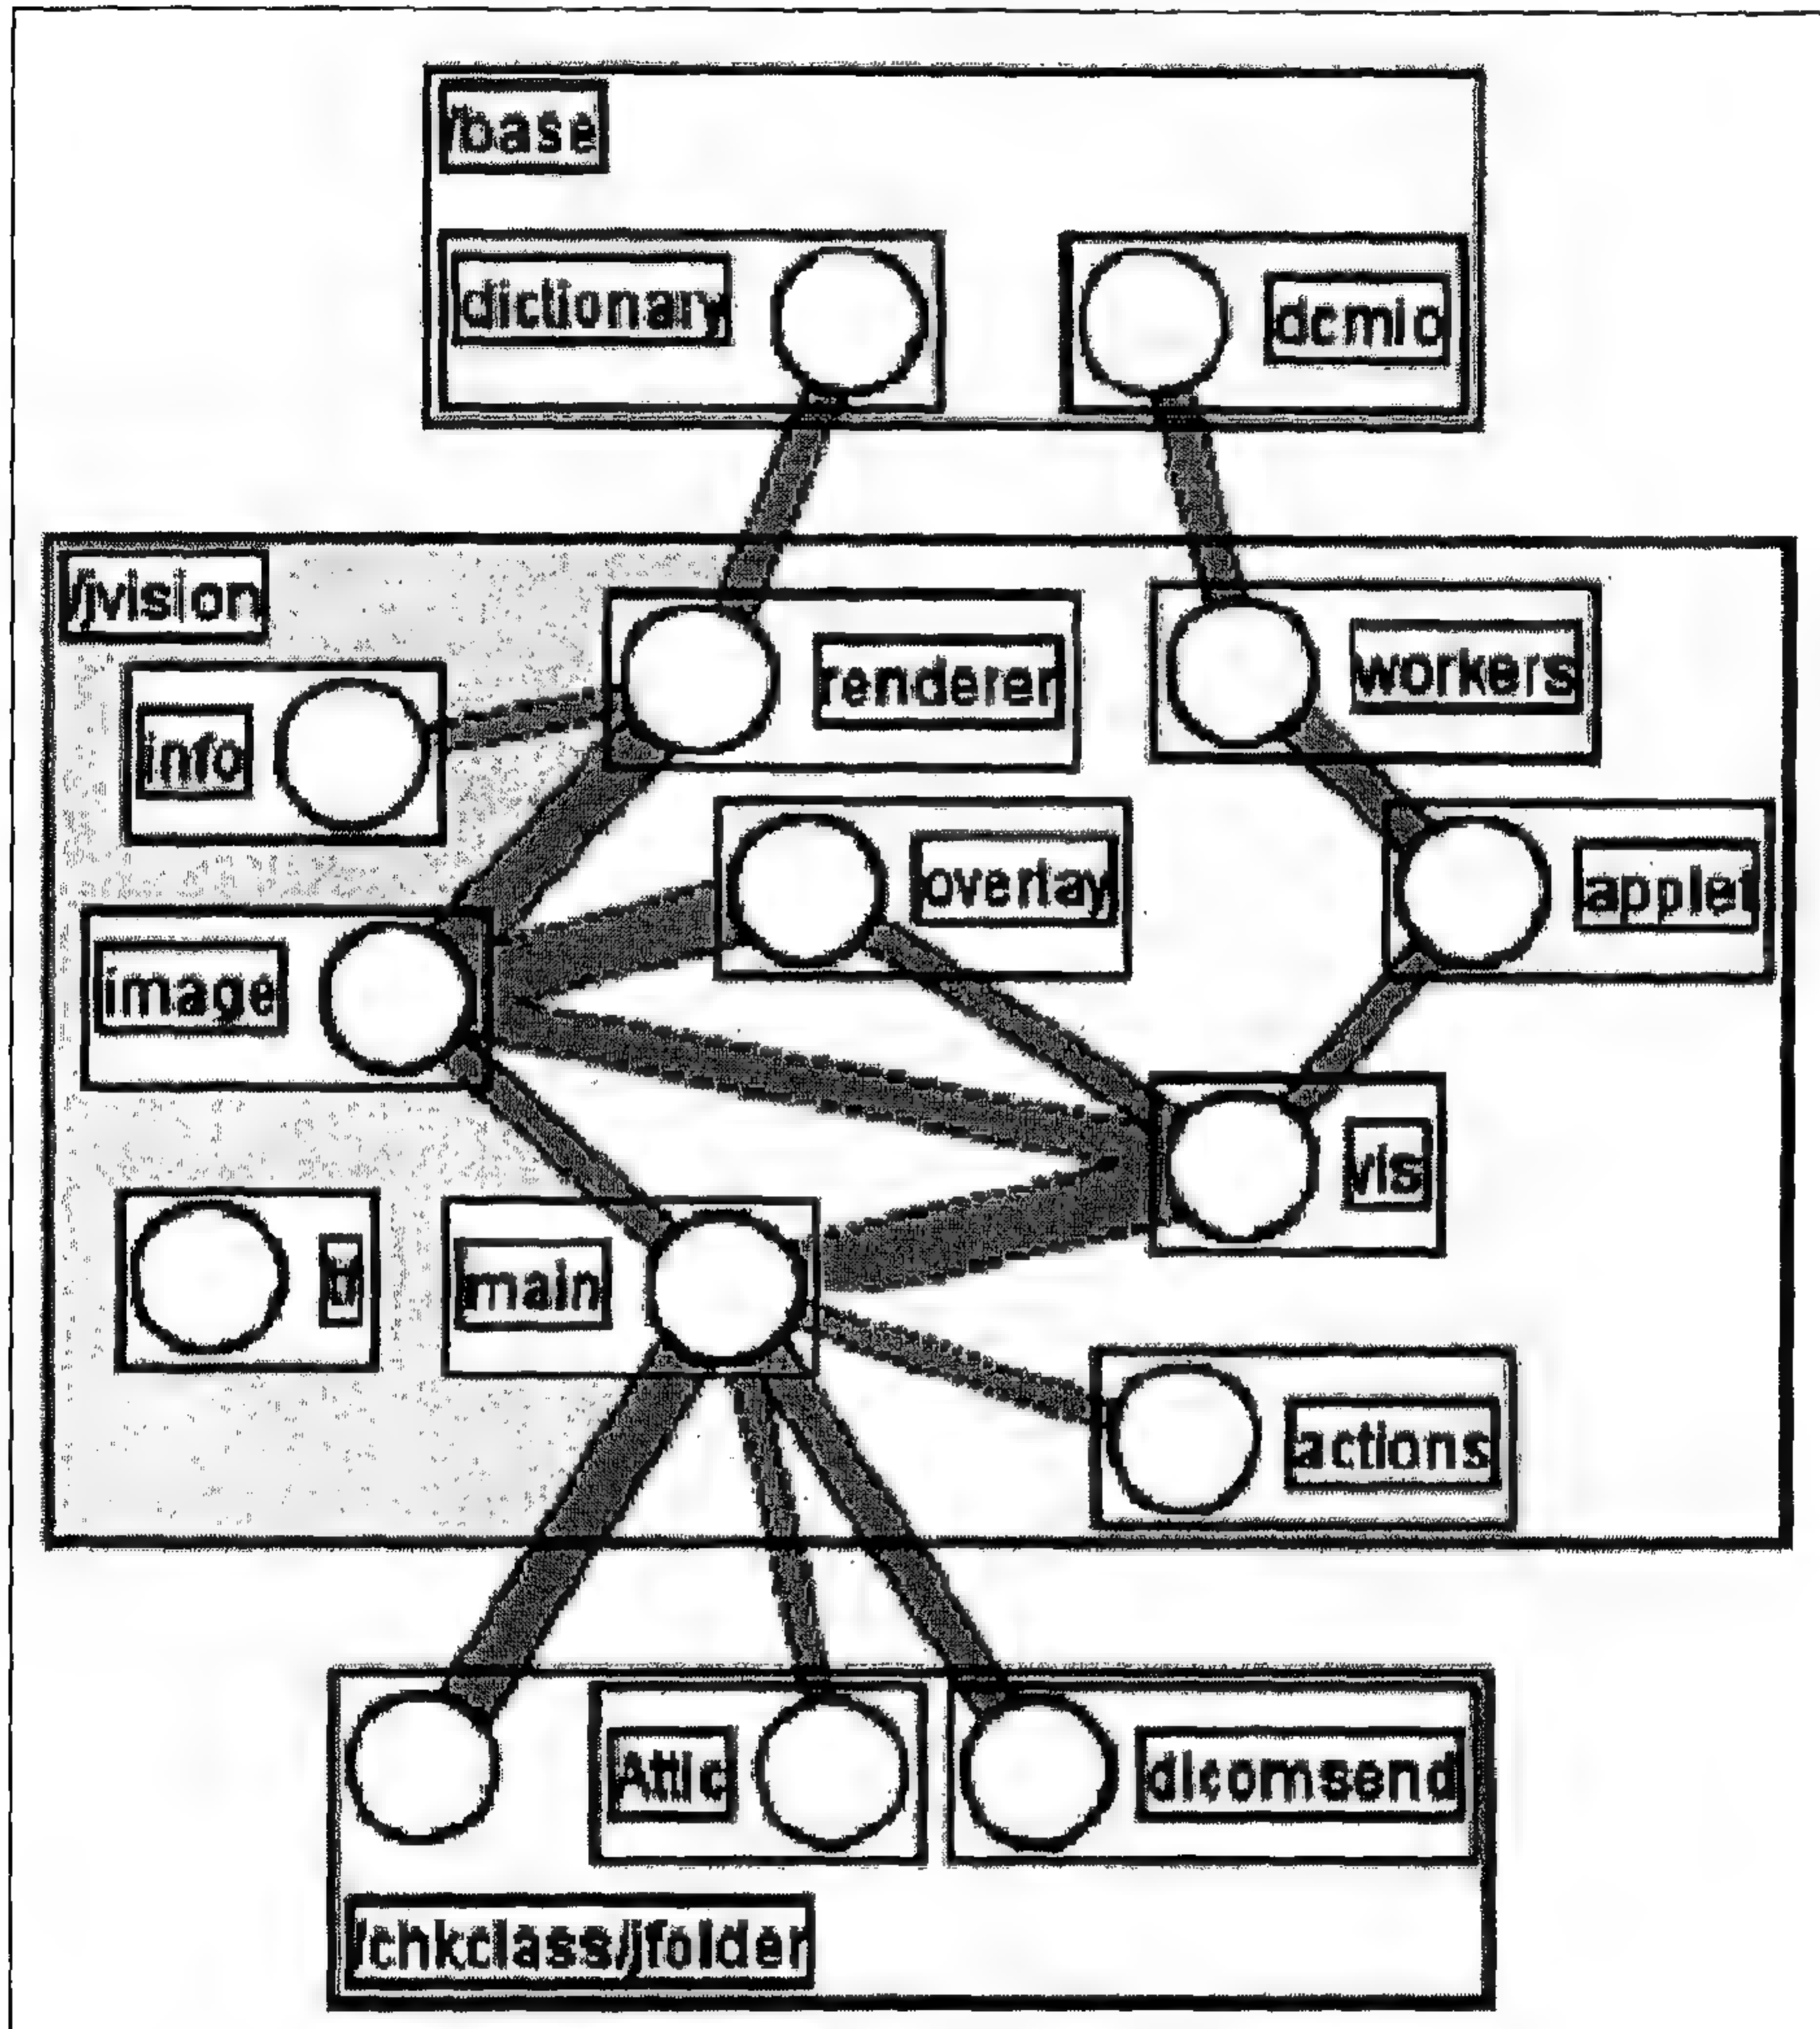 /base
dictionary
dcmio
/jvision
renderer
workers
info
overlay
applet
image
vis
main
actions
Attic
dicomsend
/chkclass/jfolder